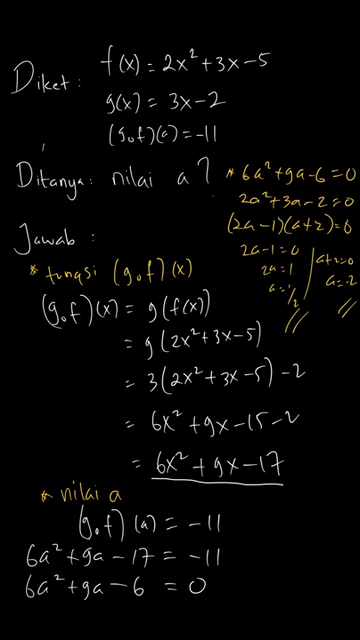 Diket: f(x) = 2x² + 3x - 5
g(x) = 3x - 2
(g∘f)(a) = -11
Ditanya: nilai a?
Jawab:
* fungsi (g∘f)(x)
(g∘f)(x) = g(f(x))
= g(2x² + 3x - 5)
= 3(2x² + 3x - 5) - 2
= 6x² + 9x - 15 - 2
= 6x² + 9x - 17
* nilai a
(g∘f)(a) = -11
6a² + 9a - 17 = -11
6a² + 9a - 6 = 0
* 6a² + 9a - 6 = 0
2a² + 3a - 2 = 0
(2a - 1)(a + 2) = 0
2a - 1 = 0
2a = 1
a = 1/2
a + 2 = 0
a = -2